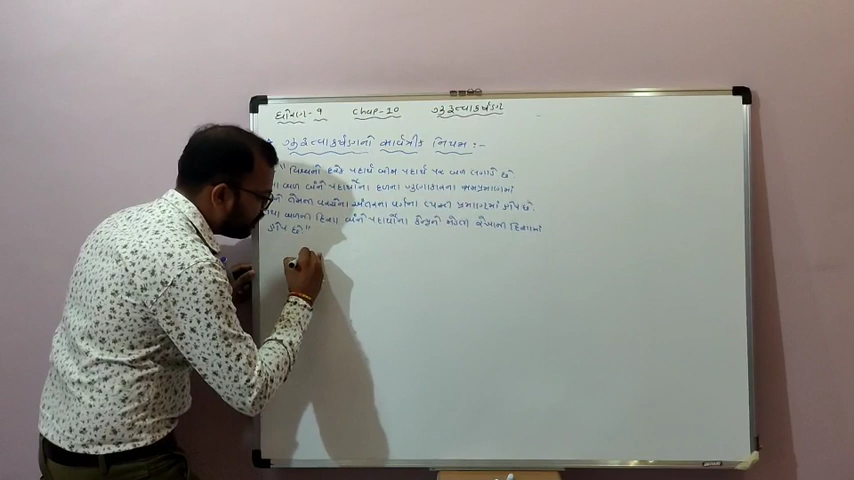 ધોરણ - 9 Chap-10 ગુરુત્વાકર્ષણ
* ગુરુત્વાકર્ષણનો સાર્વત્રીક નિયમ :-
" વિશ્વનો દરેક પદાર્થ બીજા પદાર્થ પર બળ લગાડે છે
બળ બંને પદાર્થોના દળના ગુણાકારના સમપ્રમાણમાં
તેમની વચ્ચેના અંતરના વર્ગના વ્યસ્ત પ્રમાણમાં હોય છે.
બળની દિશા બંને પદાર્થોના કેન્દ્રને જોડતી રેખાની દિશામાં
હોય છે "